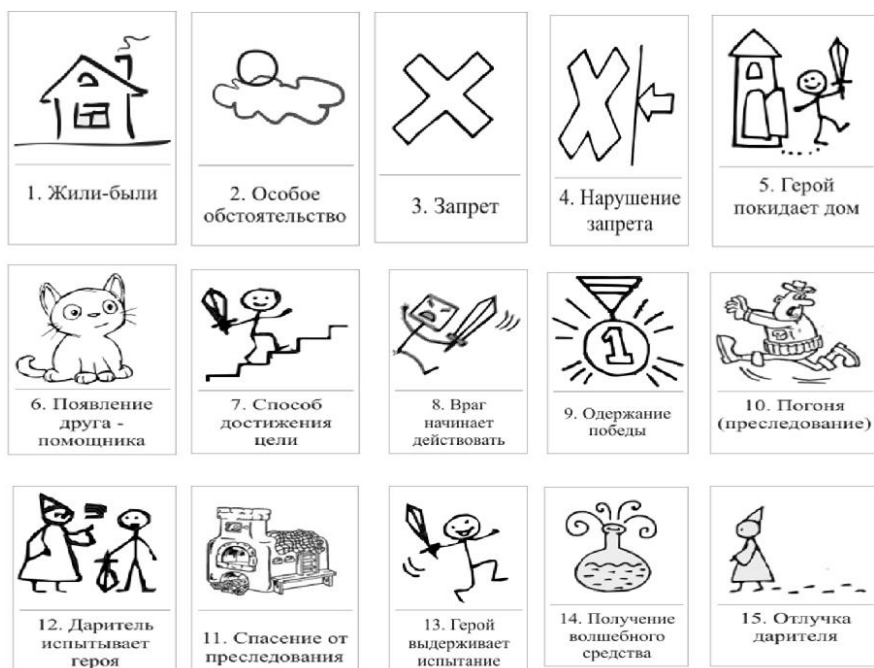 1. Жили-были
2. Особое
обстоятельство
3. Запрет
4. Нарушение
запрета
5. Герой
покидает дом
6. Появление
друга -
помощника
7. Способ
достижения
цели
8. Враг
начинает
действовать
1
9. Одержание
победы
10. Погоня
(преследование)
12. Даритель
испытывает
героя
11. Спасение от
преследования
13. Герой
выдерживает
испытание
14. Получение
волшебного
средства
15. Отлучка
дарителя